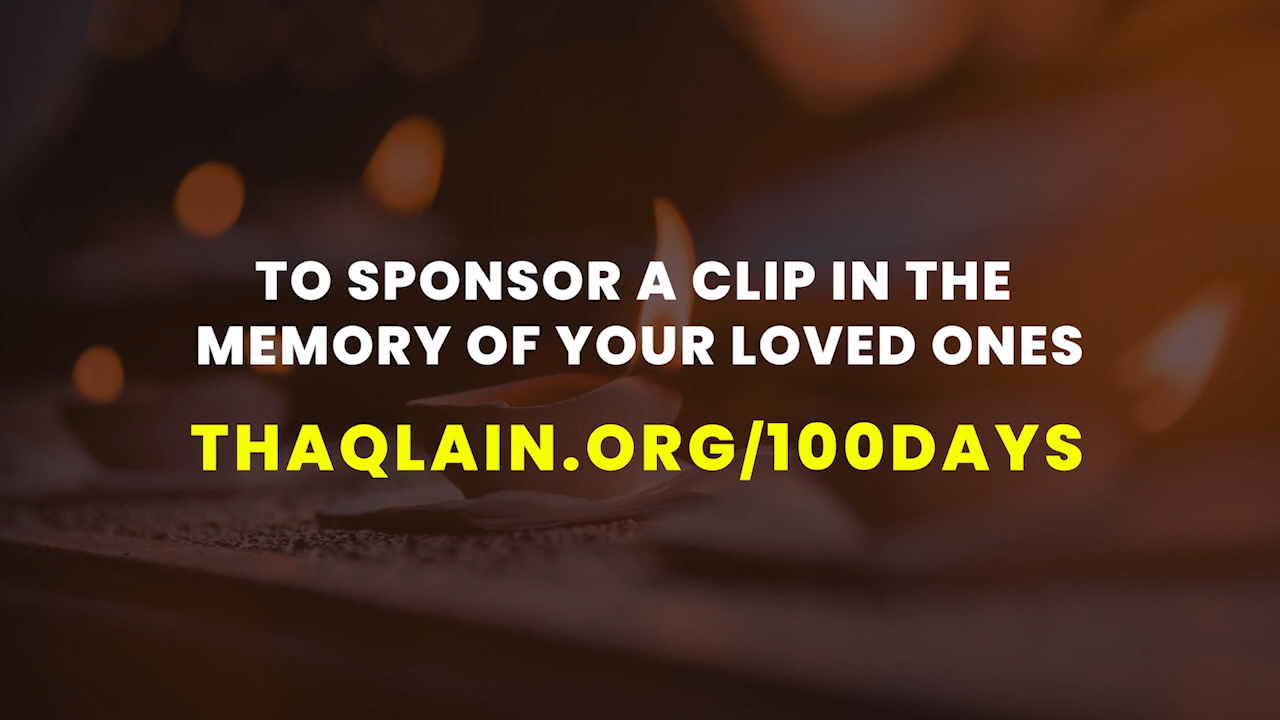 TO SPONSOR A CLIP IN THE
MEMORY OF YOUR LOVED ONES
THAQLAIN.ORG/100DAYS